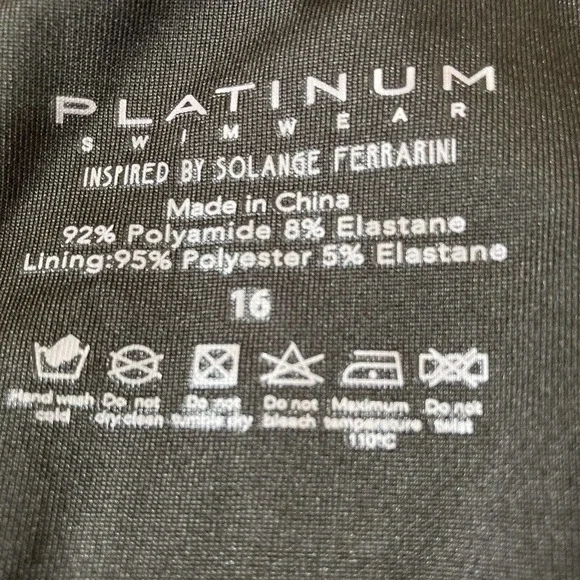 PLATINUM
SWIMWEAR
INSPIRED BY SOLANGE FERRARINI
Made in China
92% Polyamide 8% Elastane
Lining:95% Polyester 5% Elastane
16
Hand wash cold
Do not dry clean
Do not tumble dry
Do not bleach
Maximum temperature 110°C
Do not twist